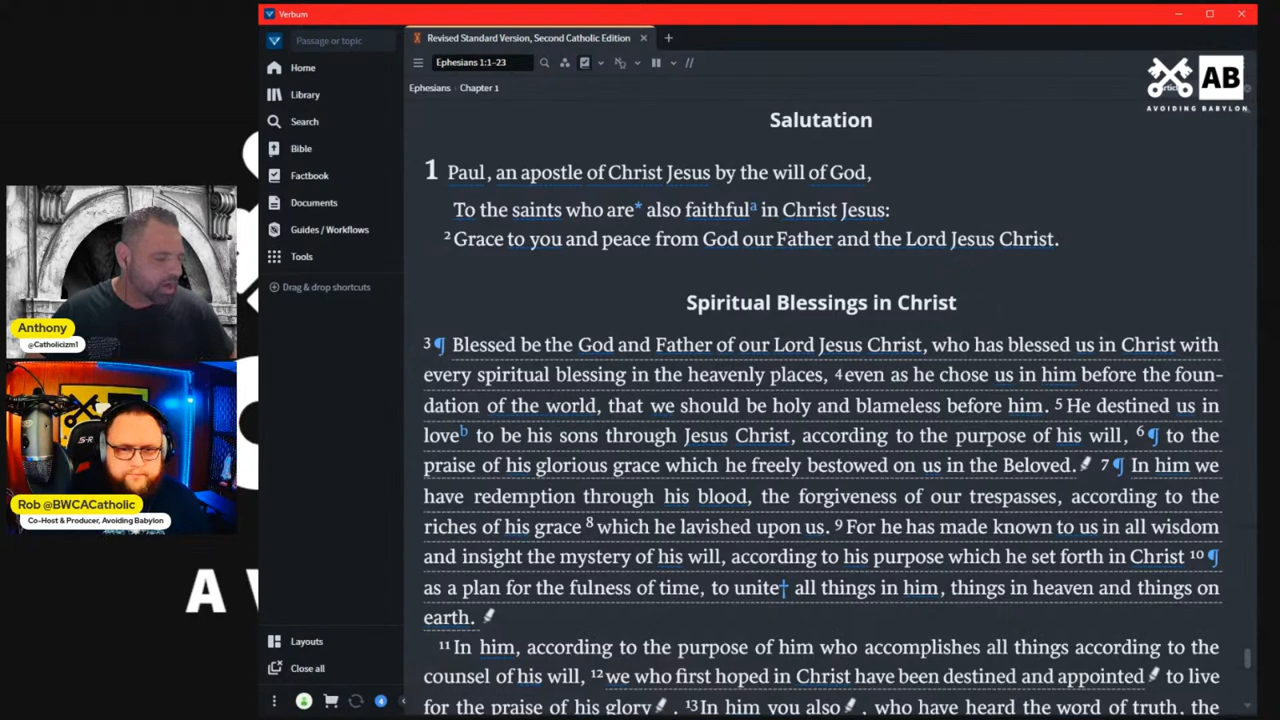 Verbum
Passage or topic
Home
Library
Search
Bible
Factbook
Documents
Guides / Workflows
Tools
Drag & drop shortcuts
Layouts
Close all
4
Revised Standard Version, Second Catholic Edition
Ephesians 1:1–23
Ephesians › Chapter 1
AB
AVOIDING BABYLON
Salutation
1 Paul, an apostle of Christ Jesus by the will of God,
To the saints who are* also faithfulᵃ in Christ Jesus:
² Grace to you and peace from God our Father and the Lord Jesus Christ.
Spiritual Blessings in Christ
³ ¶ Blessed be the God and Father of our Lord Jesus Christ, who has blessed us in Christ with
every spiritual blessing in the heavenly places, ⁴ even as he chose us in him before the foun-
dation of the world, that we should be holy and blameless before him. ⁵ He destined us in
loveᵇ to be his sons through Jesus Christ, according to the purpose of his will, ⁶ ¶ to the
praise of his glorious grace which he freely bestowed on us in the Beloved. ⁷ ¶ In him we
have redemption through his blood, the forgiveness of our trespasses, according to the
riches of his grace ⁸ which he lavished upon us. ⁹ For he has made known to us in all wisdom
and insight the mystery of his will, according to his purpose which he set forth in Christ ¹⁰ ¶
as a plan for the fulness of time, to unite† all things in him, things in heaven and things on
earth.
¹¹ In him, according to the purpose of him who accomplishes all things according to the
counsel of his will, ¹² we who first hoped in Christ have been destined and appointed to live
for the praise of his glory. ¹³ In him you also, who have heard the word of truth, the
Anthony
@Catholicizm1
S-R
Rob @BWCACatholic
Co-Host & Producer, Avoiding Babylon
A